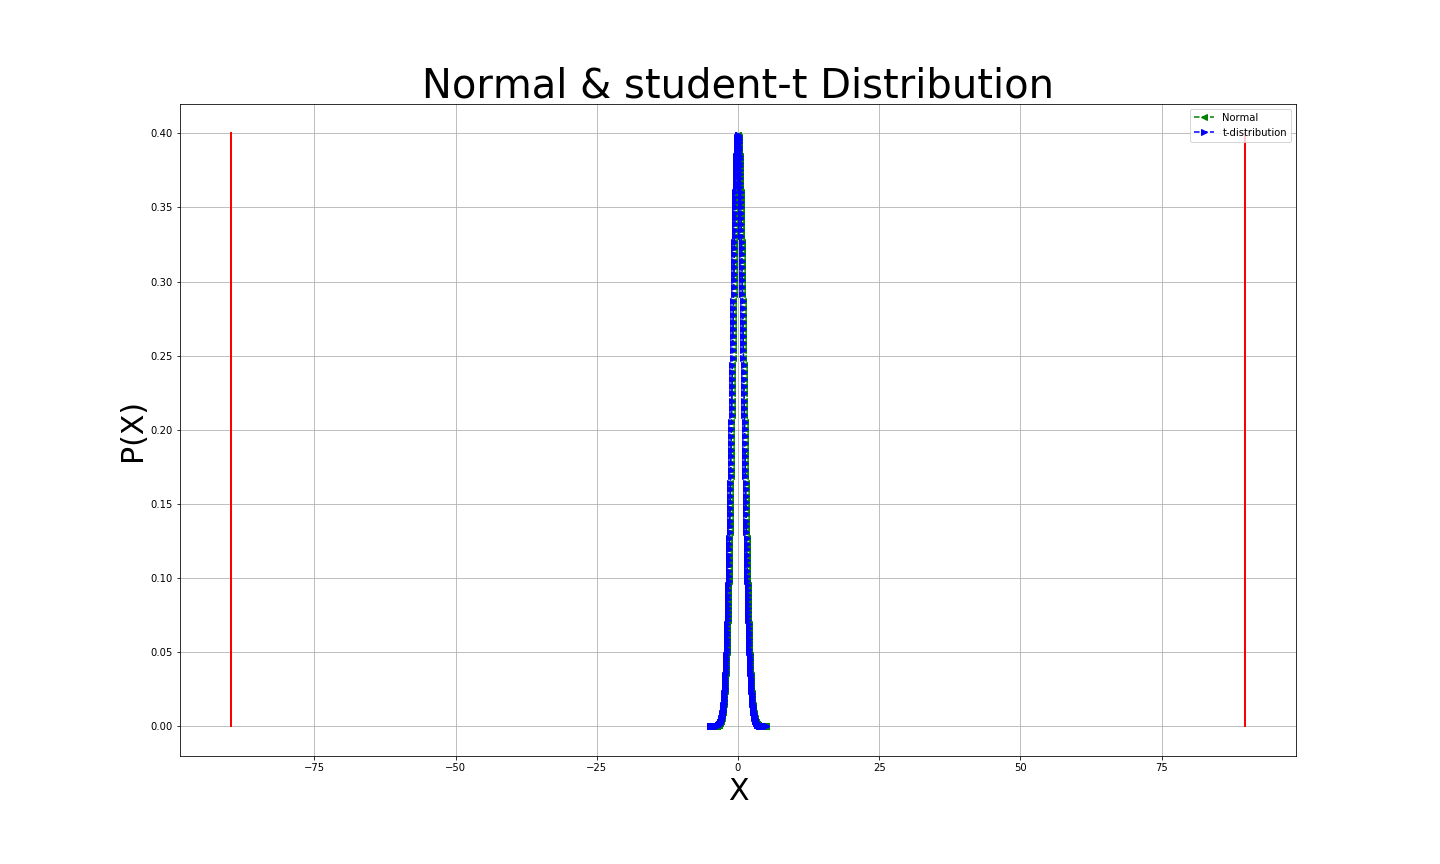 Normal & student-t Distribution
Normal
t-distribution
0.40
0.35
0.30
0.25
0.20
0.15
0.10
0.05
0.00
P(X)
−75 −50 −25 0 25 50 75
X